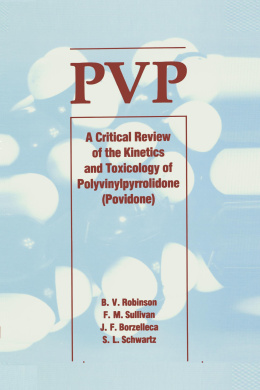 PVP
A Critical Review
of the Kinetics
and Toxicology of
Polyvinylpyrrolidone
(Povidone)
B. V. Robinson
F. M. Sullivan
J. F. Borzelleca
S. L. Schwartz